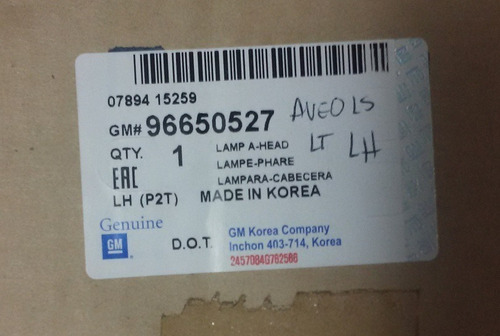 07894 15259
GM# 96650527
AVEO LS
LT LH
QTY. 1
LAMP A-HEAD
LAMPE-PHARE
LAMPARA-CABECERA
EAC
LH (P2T) MADE IN KOREA
Genuine
GM
D.O.T.
GM Korea Company
Inchon 403-714, Korea